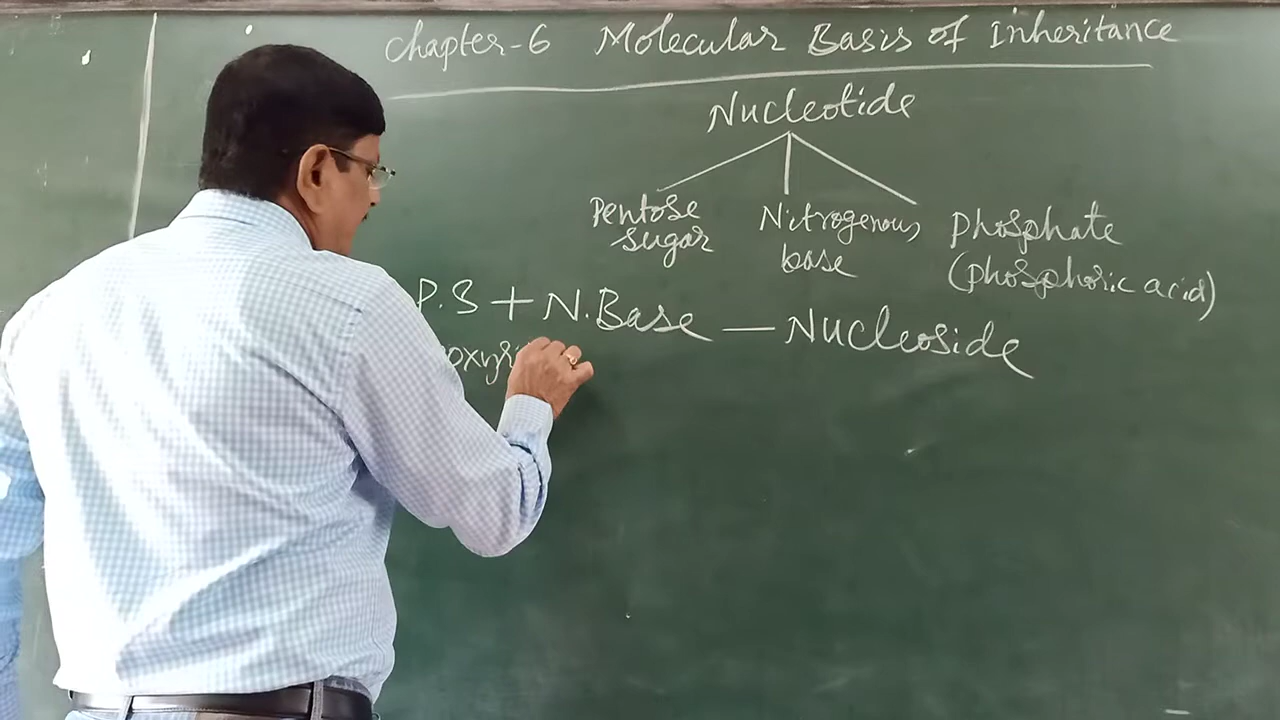 Chapter-6 Molecular Basis of Inheritance
Nucleotide
Pentose sugar
Nitrogenous base
Phosphate (phosphoric acid)
P.S + N.Base — Nucleoside